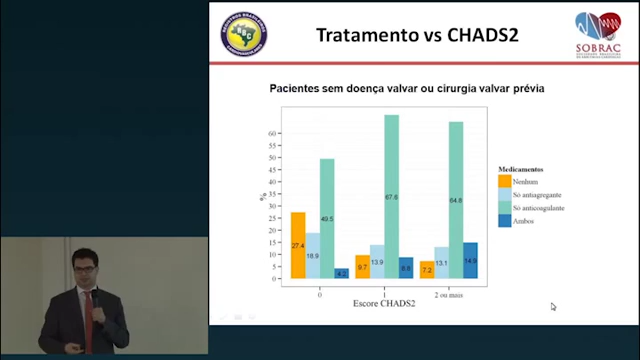 Tratamento vs CHADS2
SOBRAC
Pacientes sem doença valvar ou cirurgia valvar prévia
%
60
55
50
45
40
35
30
25
20
15
10
5
0
27.4
18.9
49.5
4.2
9.7
13.9
67.6
8.8
7.2
13.1
64.8
14.9
0
1
2 ou mais
Escore CHADS2
Medicamentos
Nenhum
Só antiagregante
Só anticoagulante
Ambos